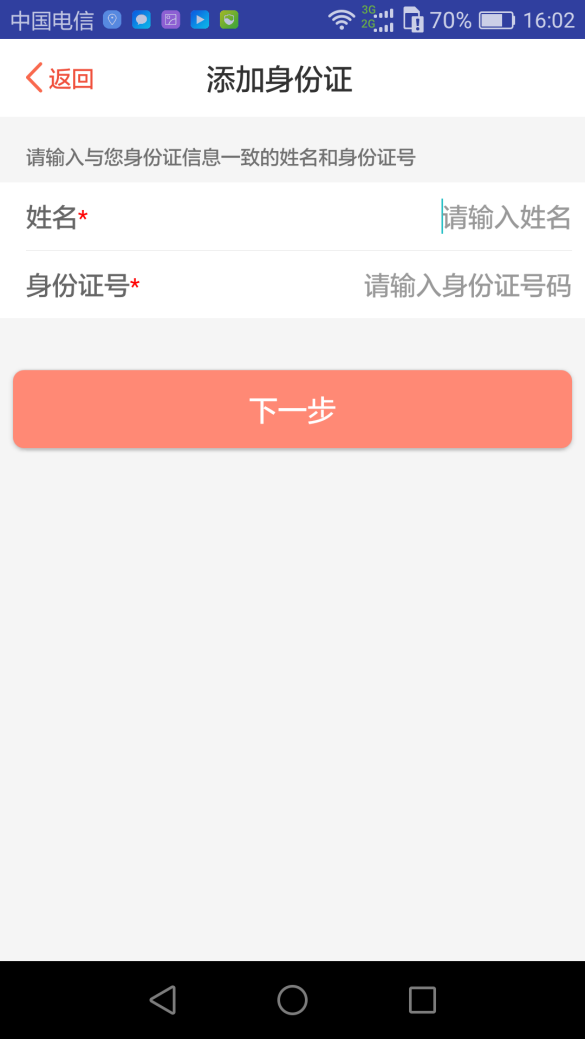 中国电信 3G 2G 70% 16:02
返回 添加身份证
请输入与您身份证信息一致的姓名和身份证号
姓名* 请输入姓名
身份证号* 请输入身份证号码
下一步